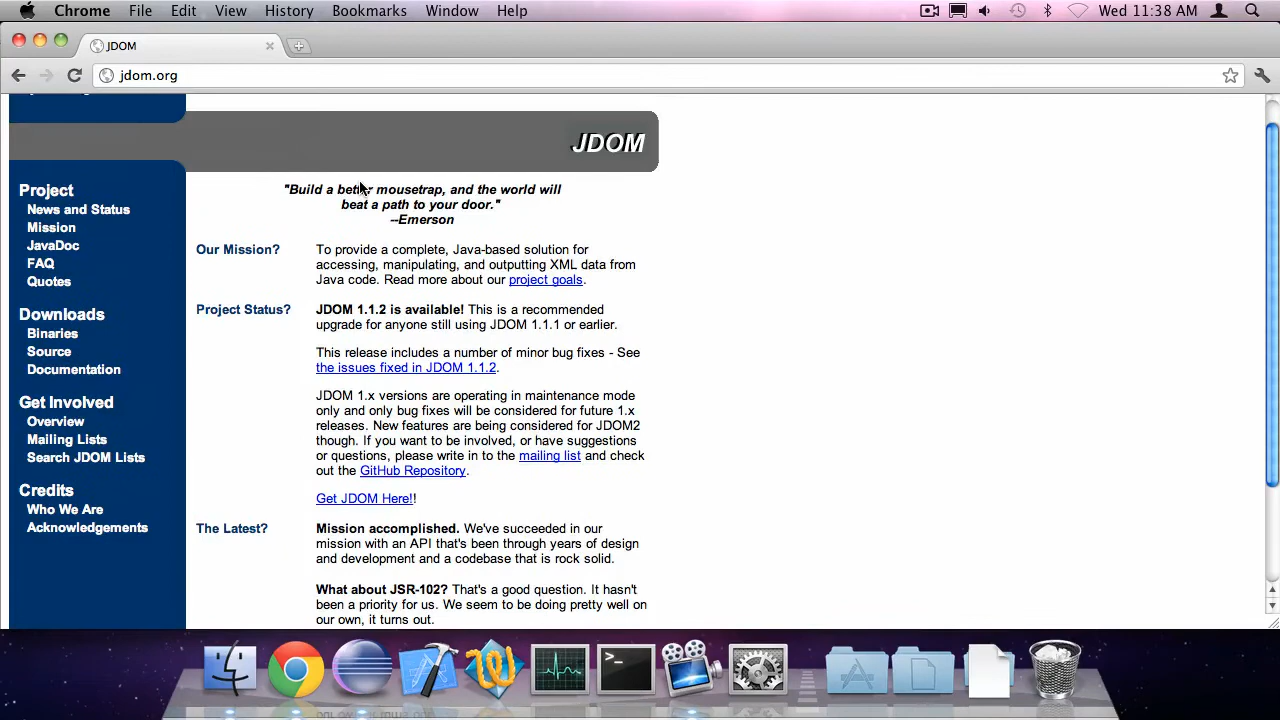 Chrome File Edit View History Bookmarks Window Help Wed 11:38 AM
JDOM
jdom.org
JDOM
Project
News and Status
Mission
JavaDoc
FAQ
Quotes
Downloads
Binaries
Source
Documentation
Get Involved
Overview
Mailing Lists
Search JDOM Lists
Credits
Who We Are
Acknowledgements
"Build a better mousetrap, and the world will
beat a path to your door."
--Emerson
Our Mission?
To provide a complete, Java-based solution for
accessing, manipulating, and outputting XML data from
Java code. Read more about our project goals.
Project Status?
JDOM 1.1.2 is available! This is a recommended
upgrade for anyone still using JDOM 1.1.1 or earlier.
This release includes a number of minor bug fixes - See
the issues fixed in JDOM 1.1.2.
JDOM 1.x versions are operating in maintenance mode
only and only bug fixes will be considered for future 1.x
releases. New features are being considered for JDOM2
though. If you want to be involved, or have suggestions
or questions, please write in to the mailing list and check
out the GitHub Repository.
Get JDOM Here!!
The Latest?
Mission accomplished. We've succeeded in our
mission with an API that's been through years of design
and development and a codebase that is rock solid.
What about JSR-102? That's a good question. It hasn't
been a priority for us. We seem to be doing pretty well on
our own, it turns out.